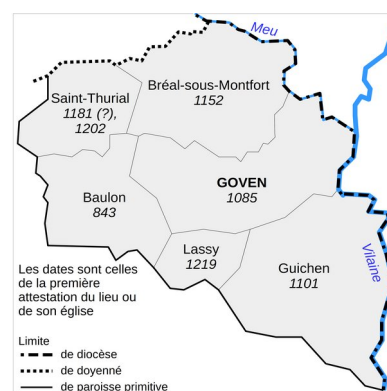 Meu
Bréal-sous-Montfort
1152
Saint-Thurial
1181 (?),
1202
GOVEN
1085
Baulon
843
Lassy
1219
Guichen
1101
Vilaine
Les dates sont celles
de la première
attestation du lieu ou
de son église
Limite
de diocèse
de doyenné
de paroisse primitive